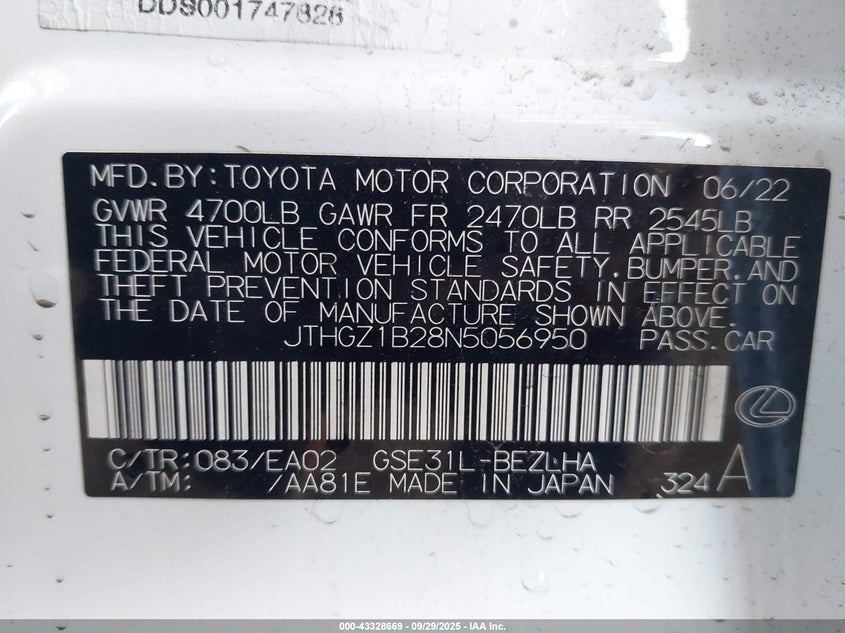 DDS001747828
MFD.BY:TOYOTA MOTOR CORPORATION 06/22
GVWR 4700LB GAWR FR 2470LB RR 2545LB
THIS VEHICLE CONFORMS TO ALL APPLICABLE
FEDERAL MOTOR VEHICLE SAFETY,BUMPER,AND
THEFT PREVENTION STANDARDS IN EFFECT ON
THE DATE OF MANUFACTURE SHOWN ABOVE.
JTHGZ1B28N5056950 PASS.CAR
C/TR:083/EA02 GSE31L-BEZLHA
A/TM: /AA81E MADE IN JAPAN 324 A
000-43328669 - 09/29/2025 - IAA Inc.